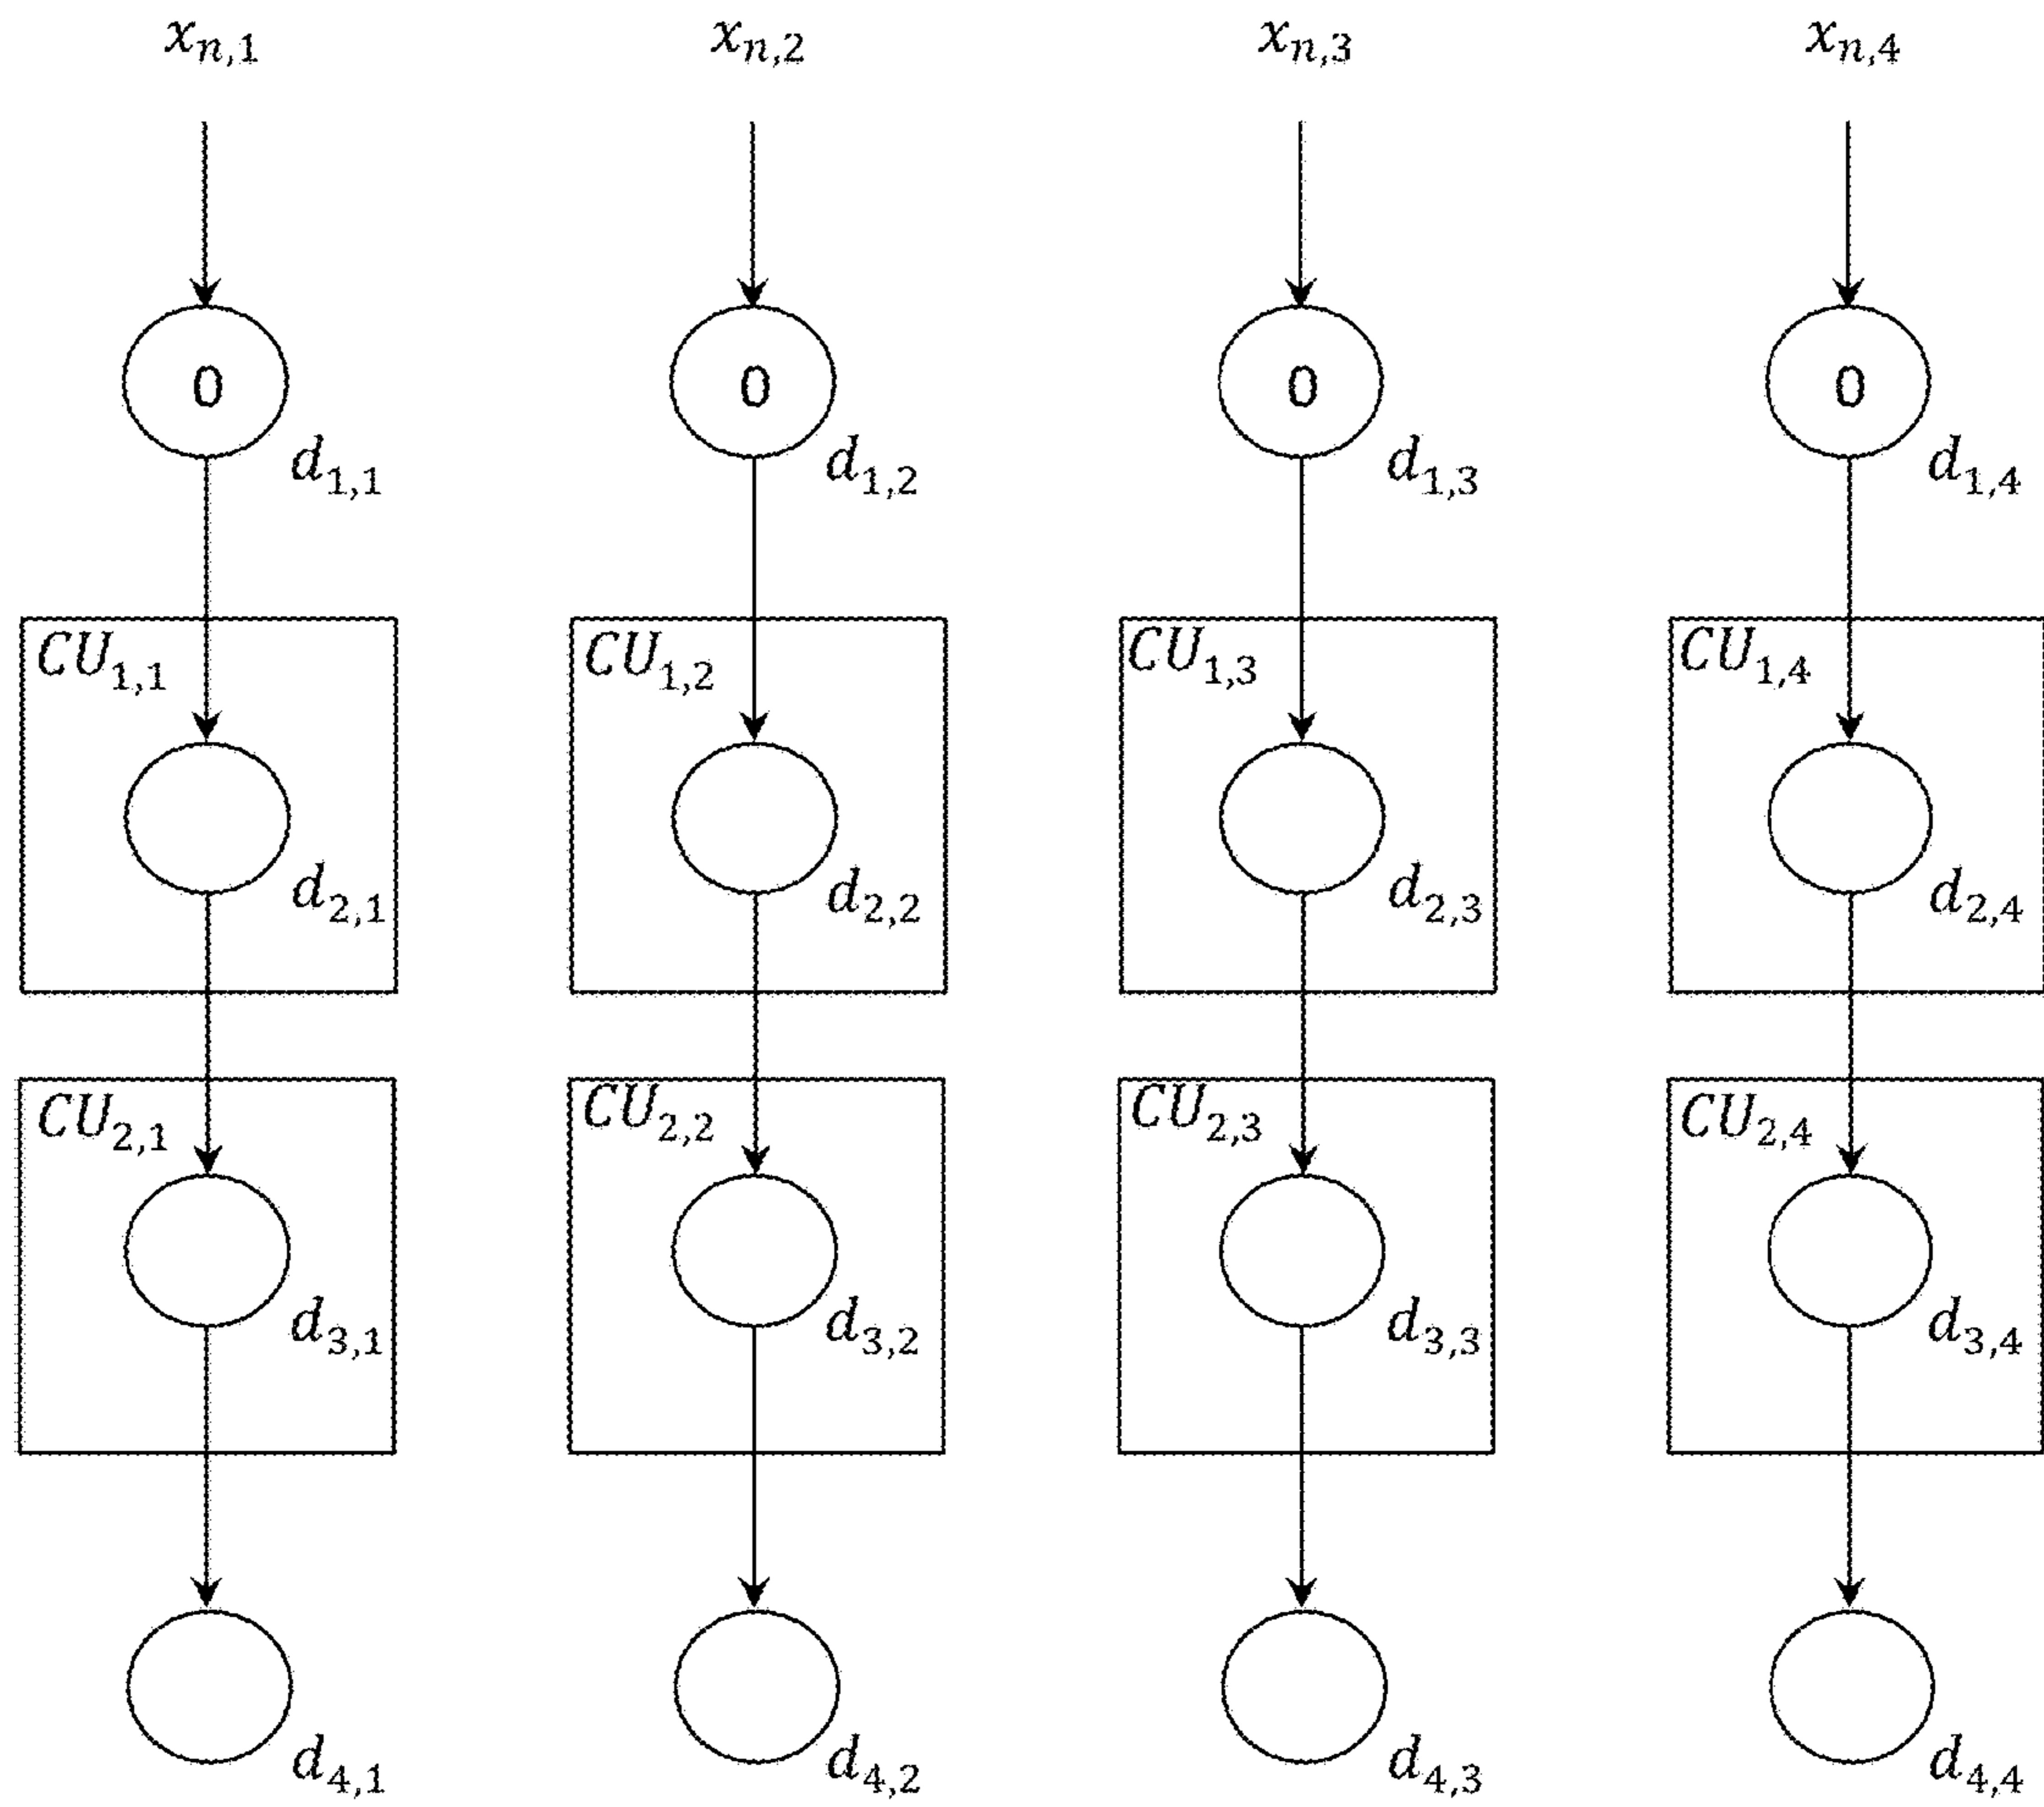 x_{n,1} x_{n,2} x_{n,3} x_{n,4}
0 0 0 0
d_{1,1} d_{1,2} d_{1,3} d_{1,4}
CU_{1,1} CU_{1,2} CU_{1,3} CU_{1,4}
d_{2,1} d_{2,2} d_{2,3} d_{2,4}
CU_{2,1} CU_{2,2} CU_{2,3} CU_{2,4}
d_{3,1} d_{3,2} d_{3,3} d_{3,4}
d_{4,1} d_{4,2} d_{4,3} d_{4,4}